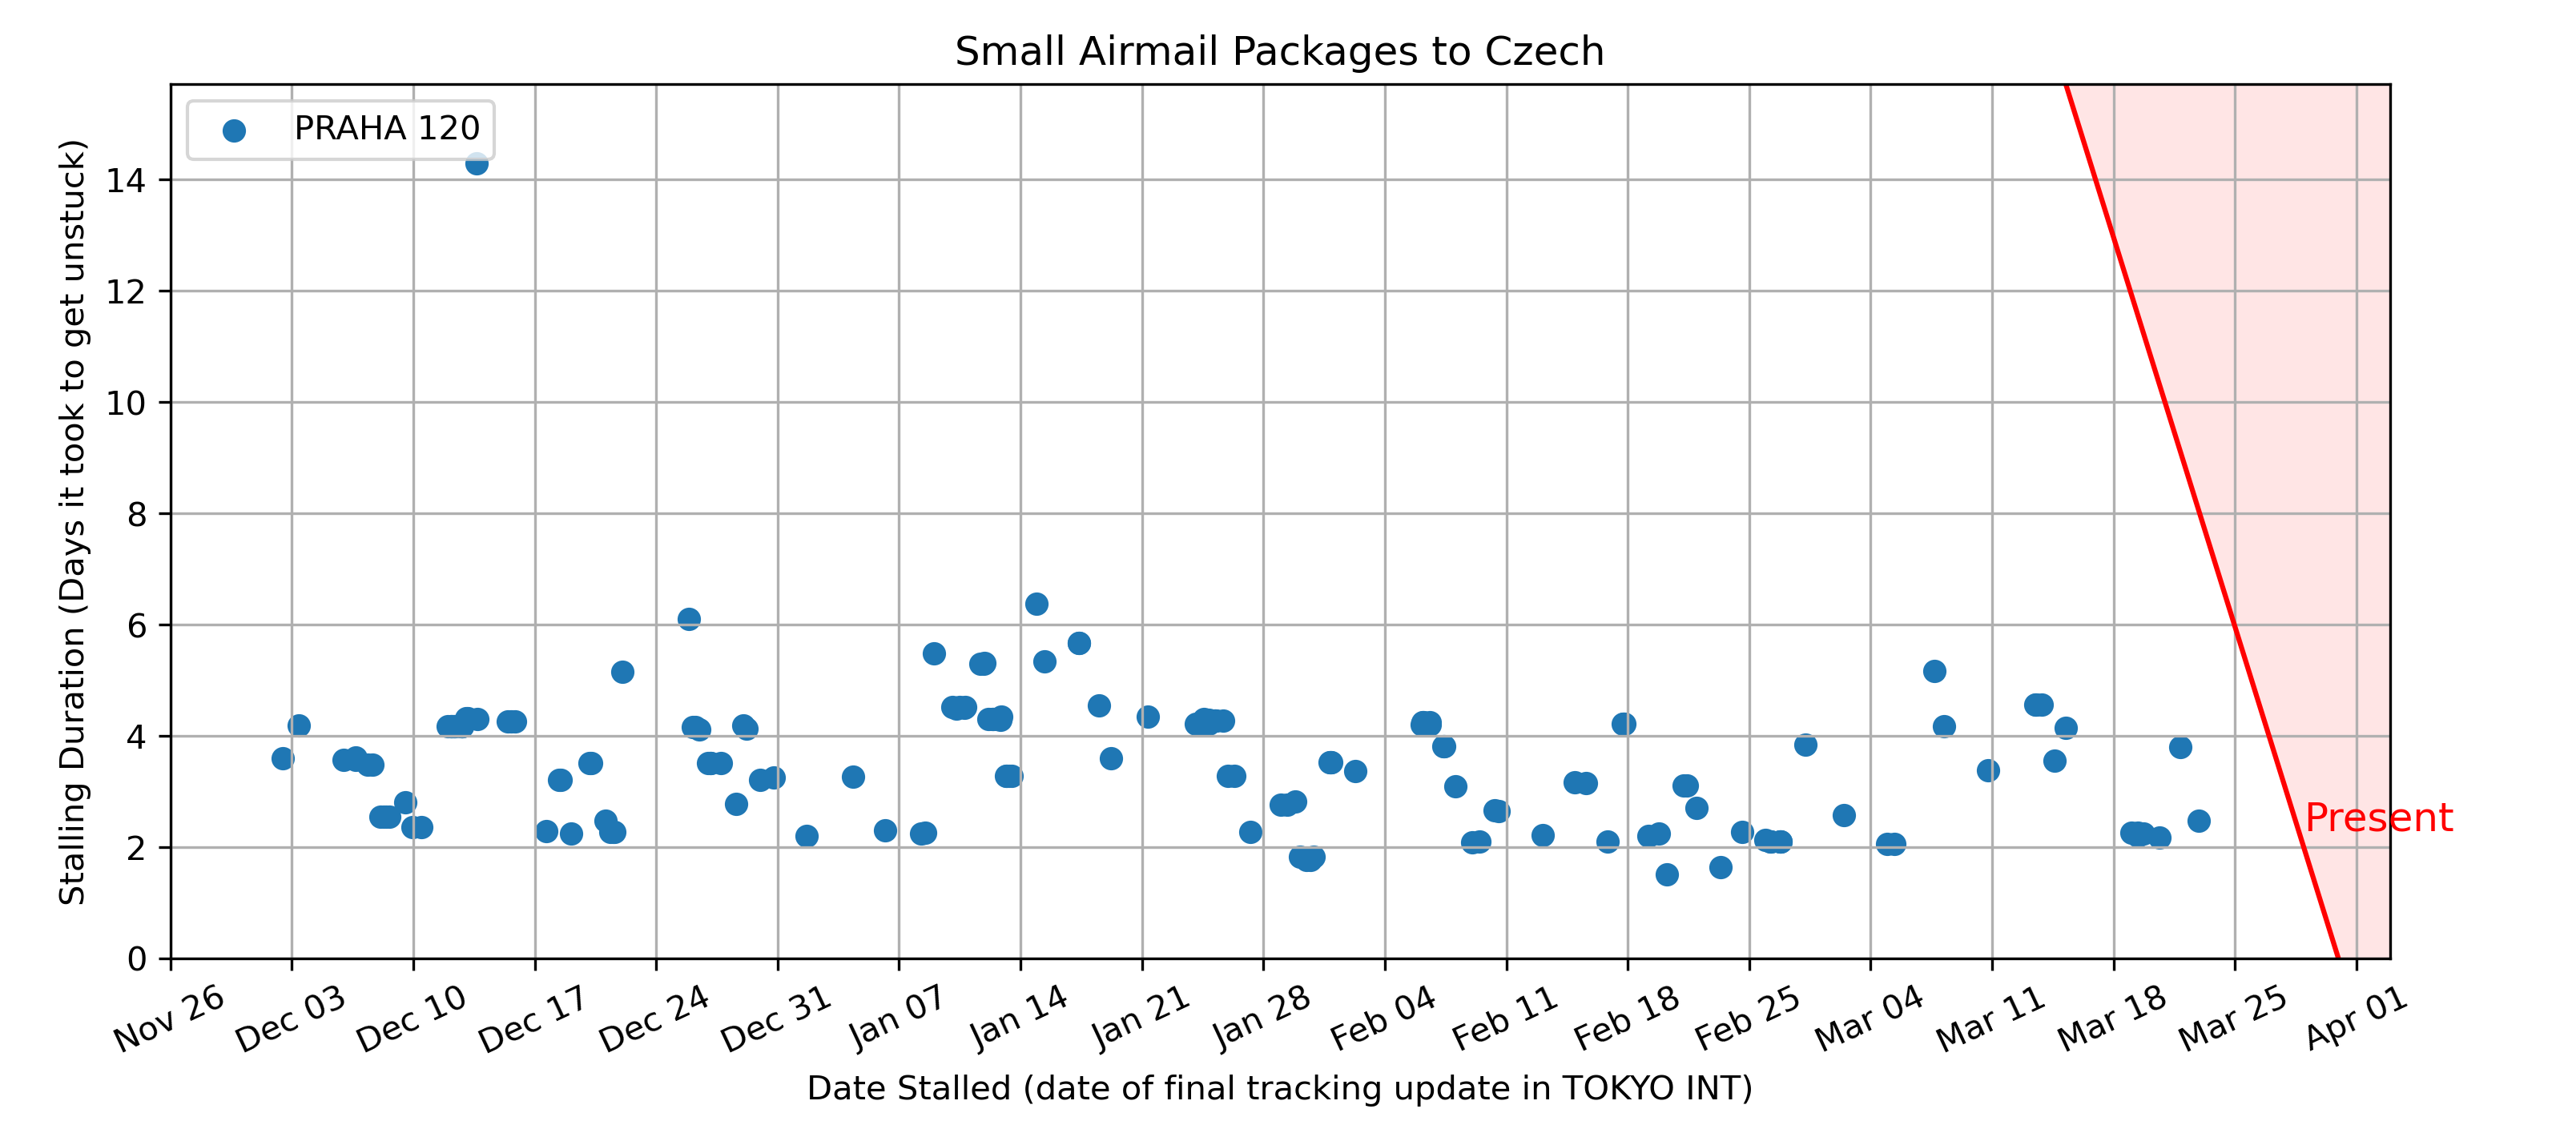 Small Airmail Packages to Czech
PRAHA 120
Stalling Duration (Days it took to get unstuck)
14
12
10
8
6
4
2
0
Present
Nov 26
Dec 03
Dec 10
Dec 17
Dec 24
Dec 31
Jan 07
Jan 14
Jan 21
Jan 28
Feb 04
Feb 11
Feb 18
Feb 25
Mar 04
Mar 11
Mar 18
Mar 25
Apr 01
Date Stalled (date of final tracking update in TOKYO INT)